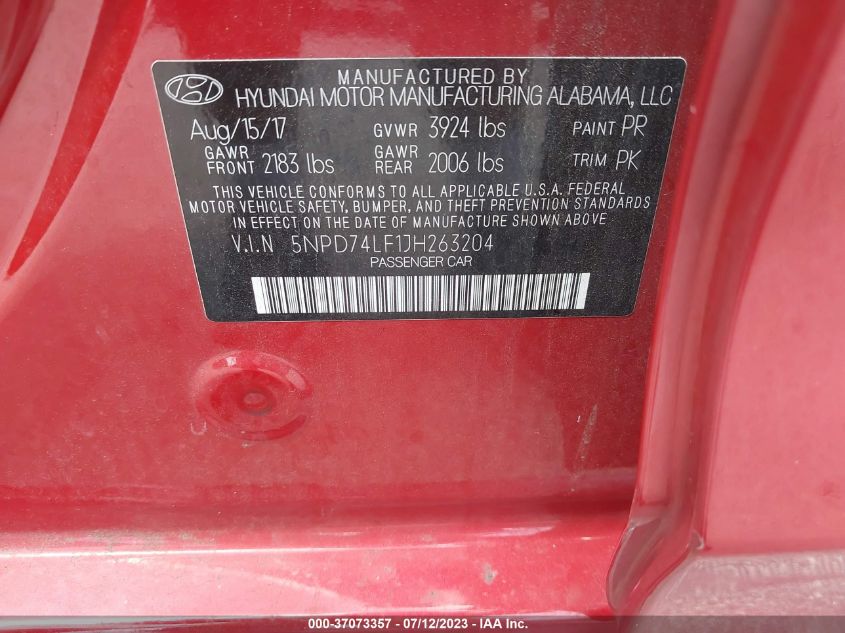 MANUFACTURED BY
HYUNDAI MOTOR MANUFACTURING ALABAMA, LLC
Aug/15/17 GVWR 3924 lbs PAINT PR
GAWR FRONT 2183 lbs GAWR REAR 2006 lbs TRIM PK
THIS VEHICLE CONFORMS TO ALL APPLICABLE U.S.A. FEDERAL
MOTOR VEHICLE SAFETY, BUMPER, AND THEFT PREVENTION STANDARDS
IN EFFECT ON THE DATE OF MANUFACTURE SHOWN ABOVE
V.I.N 5NPD74LF1JH263204
PASSENGER CAR
000-37073357 - 07/12/2023 - IAA Inc.